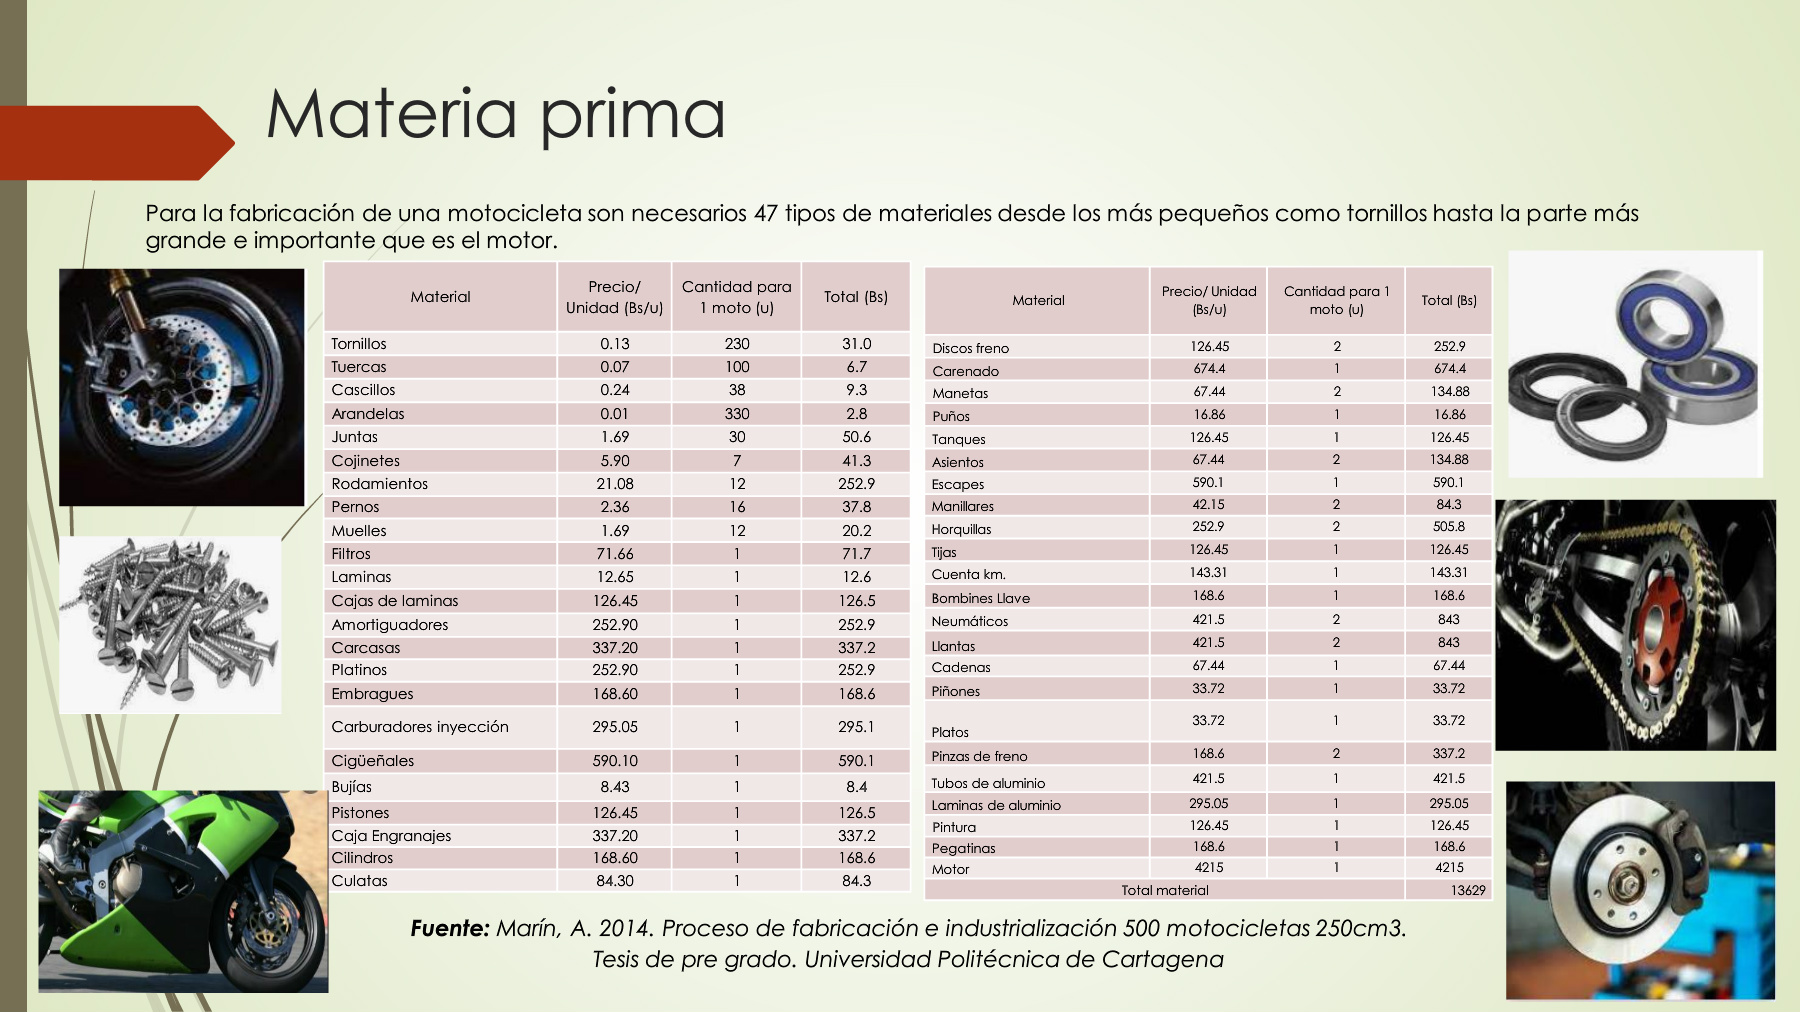 Materia prima
Para la fabricación de una motocicleta son necesarios 47 tipos de materiales desde los más pequeños como tornillos hasta la parte más
grande e importante que es el motor.
Material Precio/ Unidad (Bs/u) Cantidad para 1 moto (u) Total (Bs)
Tornillos 0.13 230 31.0
Tuercas 0.07 100 6.7
Cascillos 0.24 38 9.3
Arandelas 0.01 330 2.8
Juntas 1.69 30 50.6
Cojinetes 5.90 7 41.3
Rodamientos 21.08 12 252.9
Pernos 2.36 16 37.8
Muelles 1.69 12 20.2
Filtros 71.66 1 71.7
Laminas 12.65 1 12.6
Cajas de laminas 126.45 1 126.5
Amortiguadores 252.90 1 252.9
Carcasas 337.20 1 337.2
Platinos 252.90 1 252.9
Embragues 168.60 1 168.6
Carburadores inyección 295.05 1 295.1
Cigüeñales 590.10 1 590.1
Bujías 8.43 1 8.4
Pistones 126.45 1 126.5
Caja Engranajes 337.20 1 337.2
Cilindros 168.60 1 168.6
Culatas 84.30 1 84.3
Material Precio/ Unidad (Bs/u) Cantidad para 1 moto (u) Total (Bs)
Discos freno 126.45 2 252.9
Carenado 674.4 1 674.4
Manetas 67.44 2 134.88
Puños 16.86 1 16.86
Tanques 126.45 1 126.45
Asientos 67.44 2 134.88
Escapes 590.1 1 590.1
Manillares 42.15 2 84.3
Horquillas 252.9 2 505.8
Tijas 126.45 1 126.45
Cuenta km. 143.31 1 143.31
Bombines Llave 168.6 1 168.6
Neumáticos 421.5 2 843
Llantas 421.5 2 843
Cadenas 67.44 1 67.44
Piñones 33.72 1 33.72
Platos 33.72 1 33.72
Pinzas de freno 168.6 2 337.2
Tubos de aluminio 421.5 1 421.5
Laminas de aluminio 295.05 1 295.05
Pintura 126.45 1 126.45
Pegatinas 168.6 1 168.6
Motor 4215 1 4215
Total material 13629
Fuente: Marín, A. 2014. Proceso de fabricación e industrialización 500 motocicletas 250cm3.
Tesis de pre grado. Universidad Politécnica de Cartagena